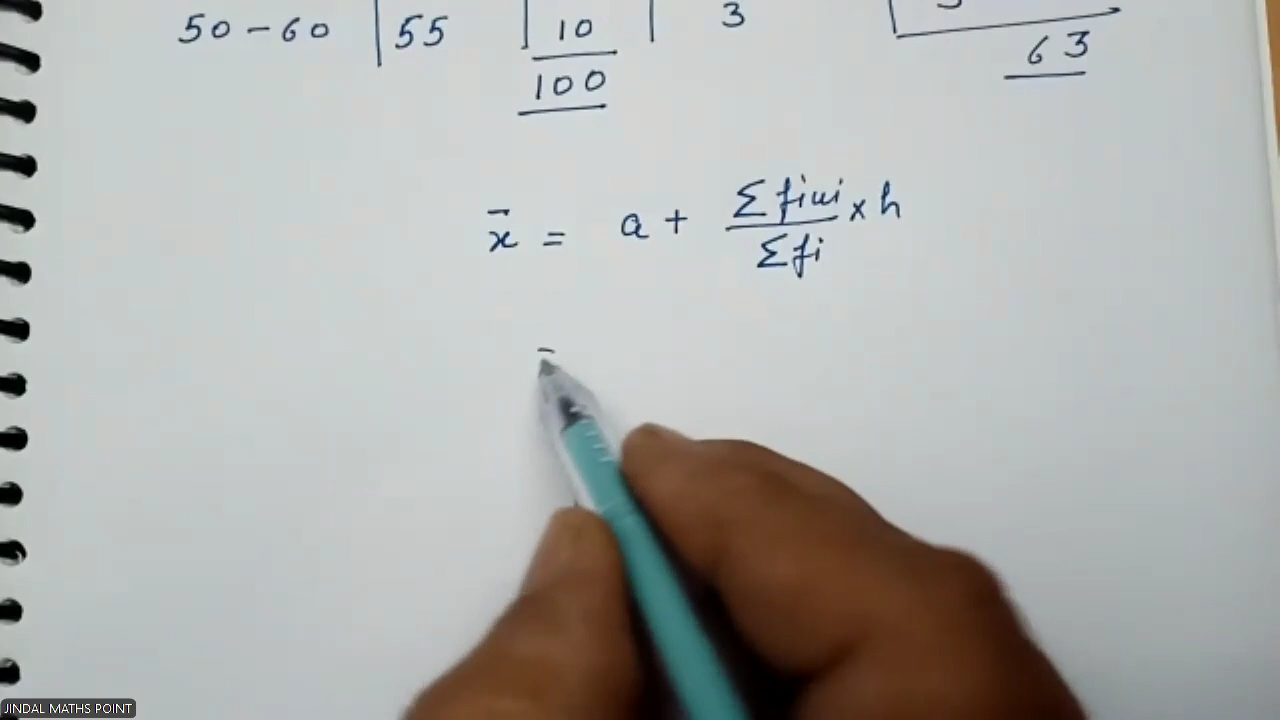 50 - 60 | 55 | 10 | 3
100
63
x̄ = a + Σfiui/Σfi × h
=
JINDAL MATHS POINT